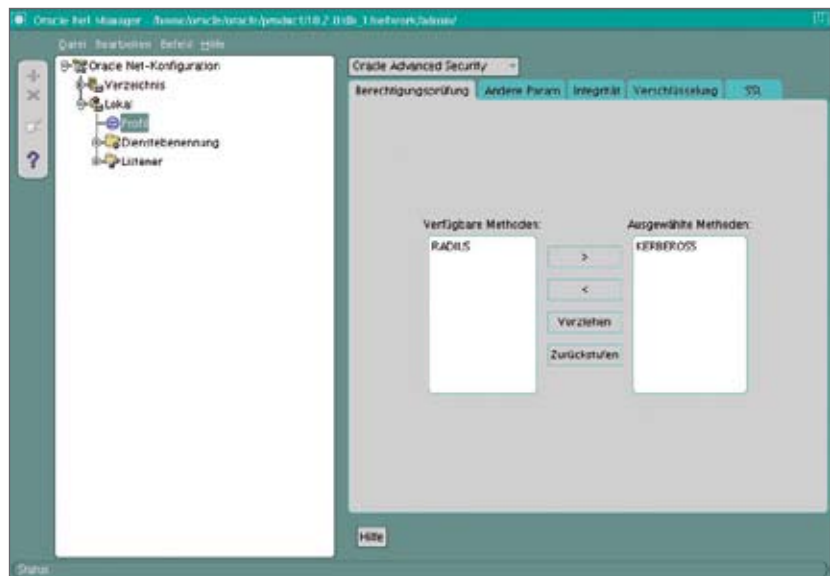 Oracle Net Manager - /home/oracle/oracle/product/10.2.0/db_1/network/admin/
Datei Bearbeiten Befehl Hilfe
Oracle Net-Konfiguration
Verzeichnis
Lokal
Profil
Dienstebenennung
Listener
Oracle Advanced Security
Berechtigungsprüfung Andere Param Integrität Verschlüsselung SSL
Verfügbare Methoden: Ausgewählte Methoden:
RADIUS KERBEROS5
>
<
Vorziehen
Zurückstufen
Hilfe
Status